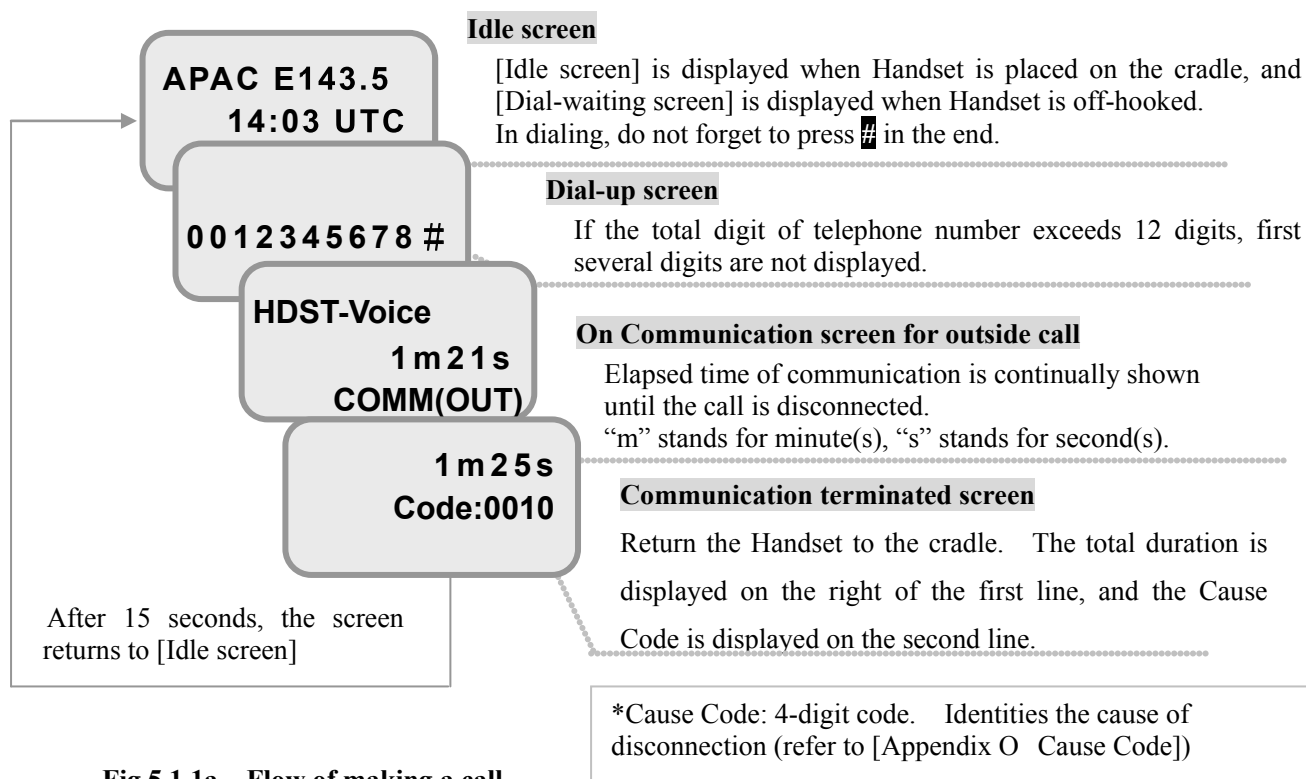 Idle screen
APAC E143.5
14:03 UTC
[Idle screen] is displayed when Handset is placed on the cradle, and
[Dial-waiting screen] is displayed when Handset is off-hooked.
In dialing, do not forget to press # in the end.
Dial-up screen
0012345678#
If the total digit of telephone number exceeds 12 digits, first
several digits are not displayed.
HDST-Voice
1m21s
COMM(OUT)
On Communication screen for outside call
Elapsed time of communication is continually shown
until the call is disconnected.
“m” stands for minute(s), “s” stands for second(s).
1m25s
Code:0010
Communication terminated screen
Return the Handset to the cradle. The total duration is
displayed on the right of the first line, and the Cause
Code is displayed on the second line.
After 15 seconds, the screen
returns to [Idle screen]
*Cause Code: 4-digit code. Identities the cause of
disconnection (refer to [Appendix O Cause Code])
Fig 5.1.1a Flow of making a call